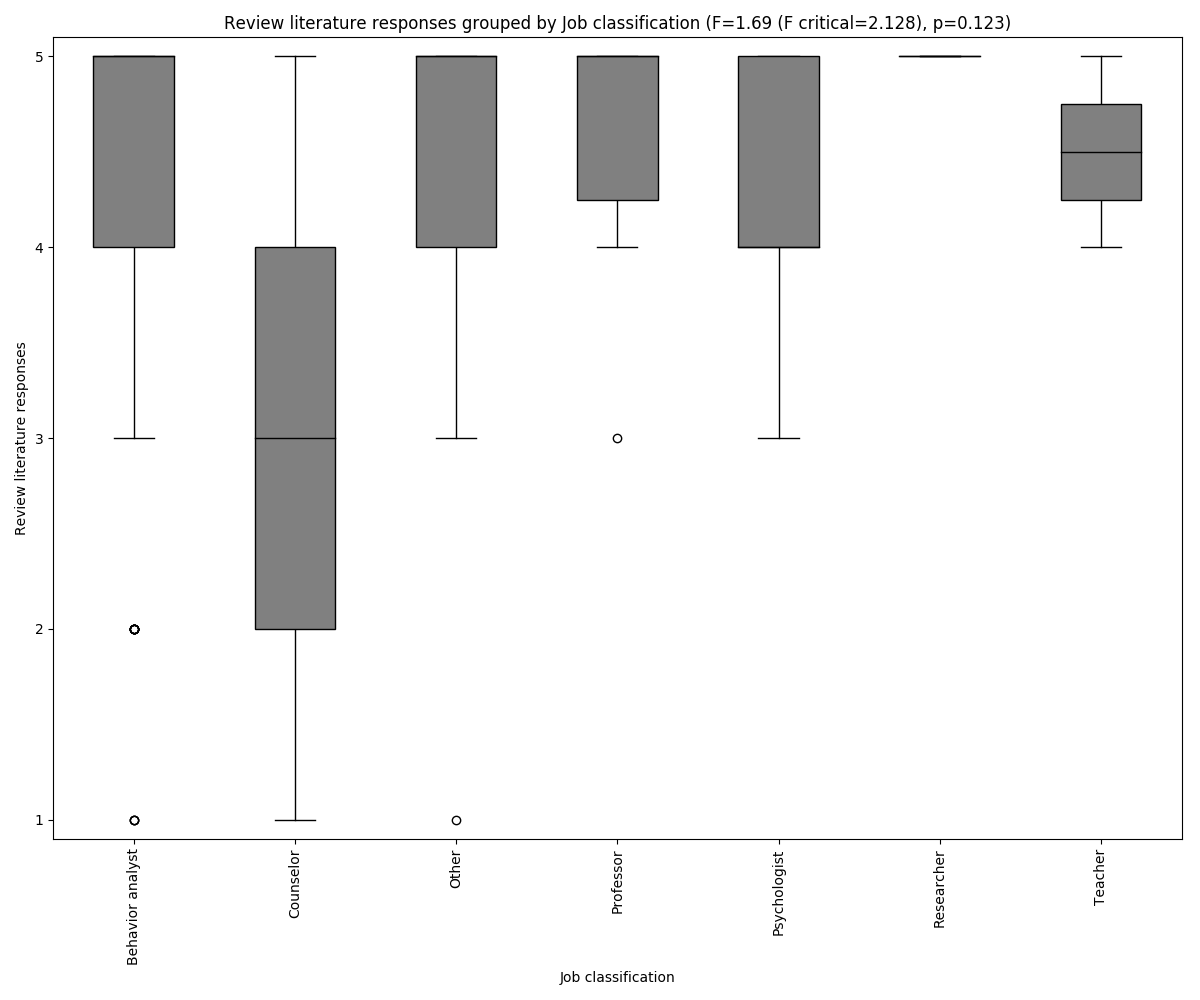 Review literature responses grouped by Job classification (F=1.69 (F critical=2.128), p=0.123)
Review literature responses
5
4
3
2
1
Behavior analyst
Counselor
Other
Professor
Psychologist
Researcher
Teacher
Job classification